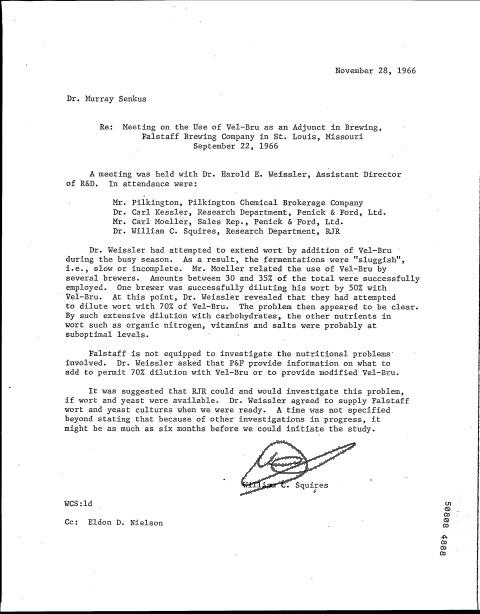 November 28, 1966
Dr. Murray Senkus
Re: Meeting on the Use of Vel-Bru as an Adjunct in Brewing,
Falstaff Brewing Company in St. Louis, Missouri
September 22, 1966
A meeting was held with Dr. Harold E. Weissler, Assistant Director
of R&D. In attendance were:
Mr. Pilkington, Pilkington Chemical Brokerage Company
Dr. Carl Kessler, Research Department, Penick & Ford, Ltd.
Mr. Carl Moeller, Sales Rep., Penick & Ford, Ltd.
Dr. William C. Squires, Research Department, RJR
Dr. Weissler had attempted to extend wort by addition of Vel-Bru
during the busy season. As a result, the fermentations were "sluggish",
i.e., slow or incomplete. Mr. Moeller related the use of Vel-Bru by
several brewers. Amounts between 30 and 35% of the total were successfully
employed. One brewer was successfully diluting his wort by 50% with
Vel-Bru. At this point, Dr. Weissler revealed that they had attempted
to dilute wort with 70% of Vel-Bru. The problem then appeared to be clear.
By such extensive dilution with carbohydrates, the other nutrients in
wort such as organic nitrogen, vitamins and salts were probably at
suboptimal levels.
Falstaff is not equipped to investigate the nutritional problems
involved. Dr. Weissler asked that P&F provide information on what to
add to permit 70% dilution with Vel-Bru or to provide modified Vel-Bru.
It was suggested that RJR could and would investigate this problem,
if wort and yeast were available. Dr. Weissler agreed to supply Falstaff
wort and yeast cultures when we were ready. A time was not specified
beyond stating that because of other investigations in progress, it
might be as much as six months before we could initiate the study.
William C. Squires
WCS:ld
Cc: Eldon D. Nielson
50808 4888